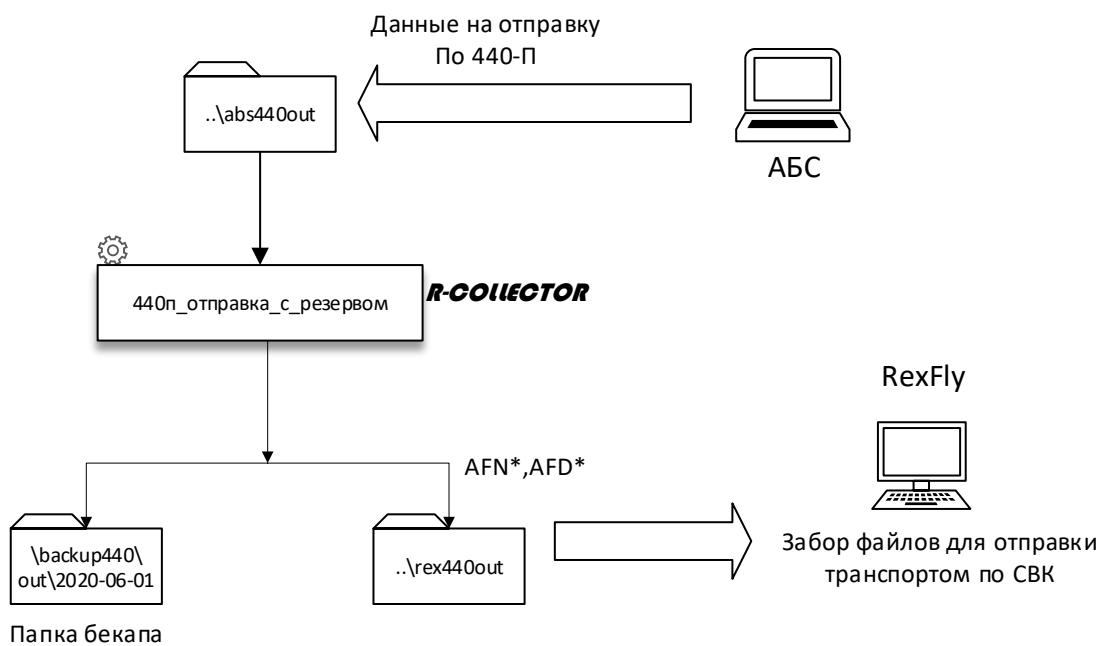 Данные на отправку
По 440-П
..\abs440out
АБС
440п_отправка_с_резервом
R-COLLECTOR
RexFly
AFN*,AFD*
\backup440\
out\2020-06-01
..\rex440out
Забор файлов для отправки
транспортом по СВК
Папка бекапа